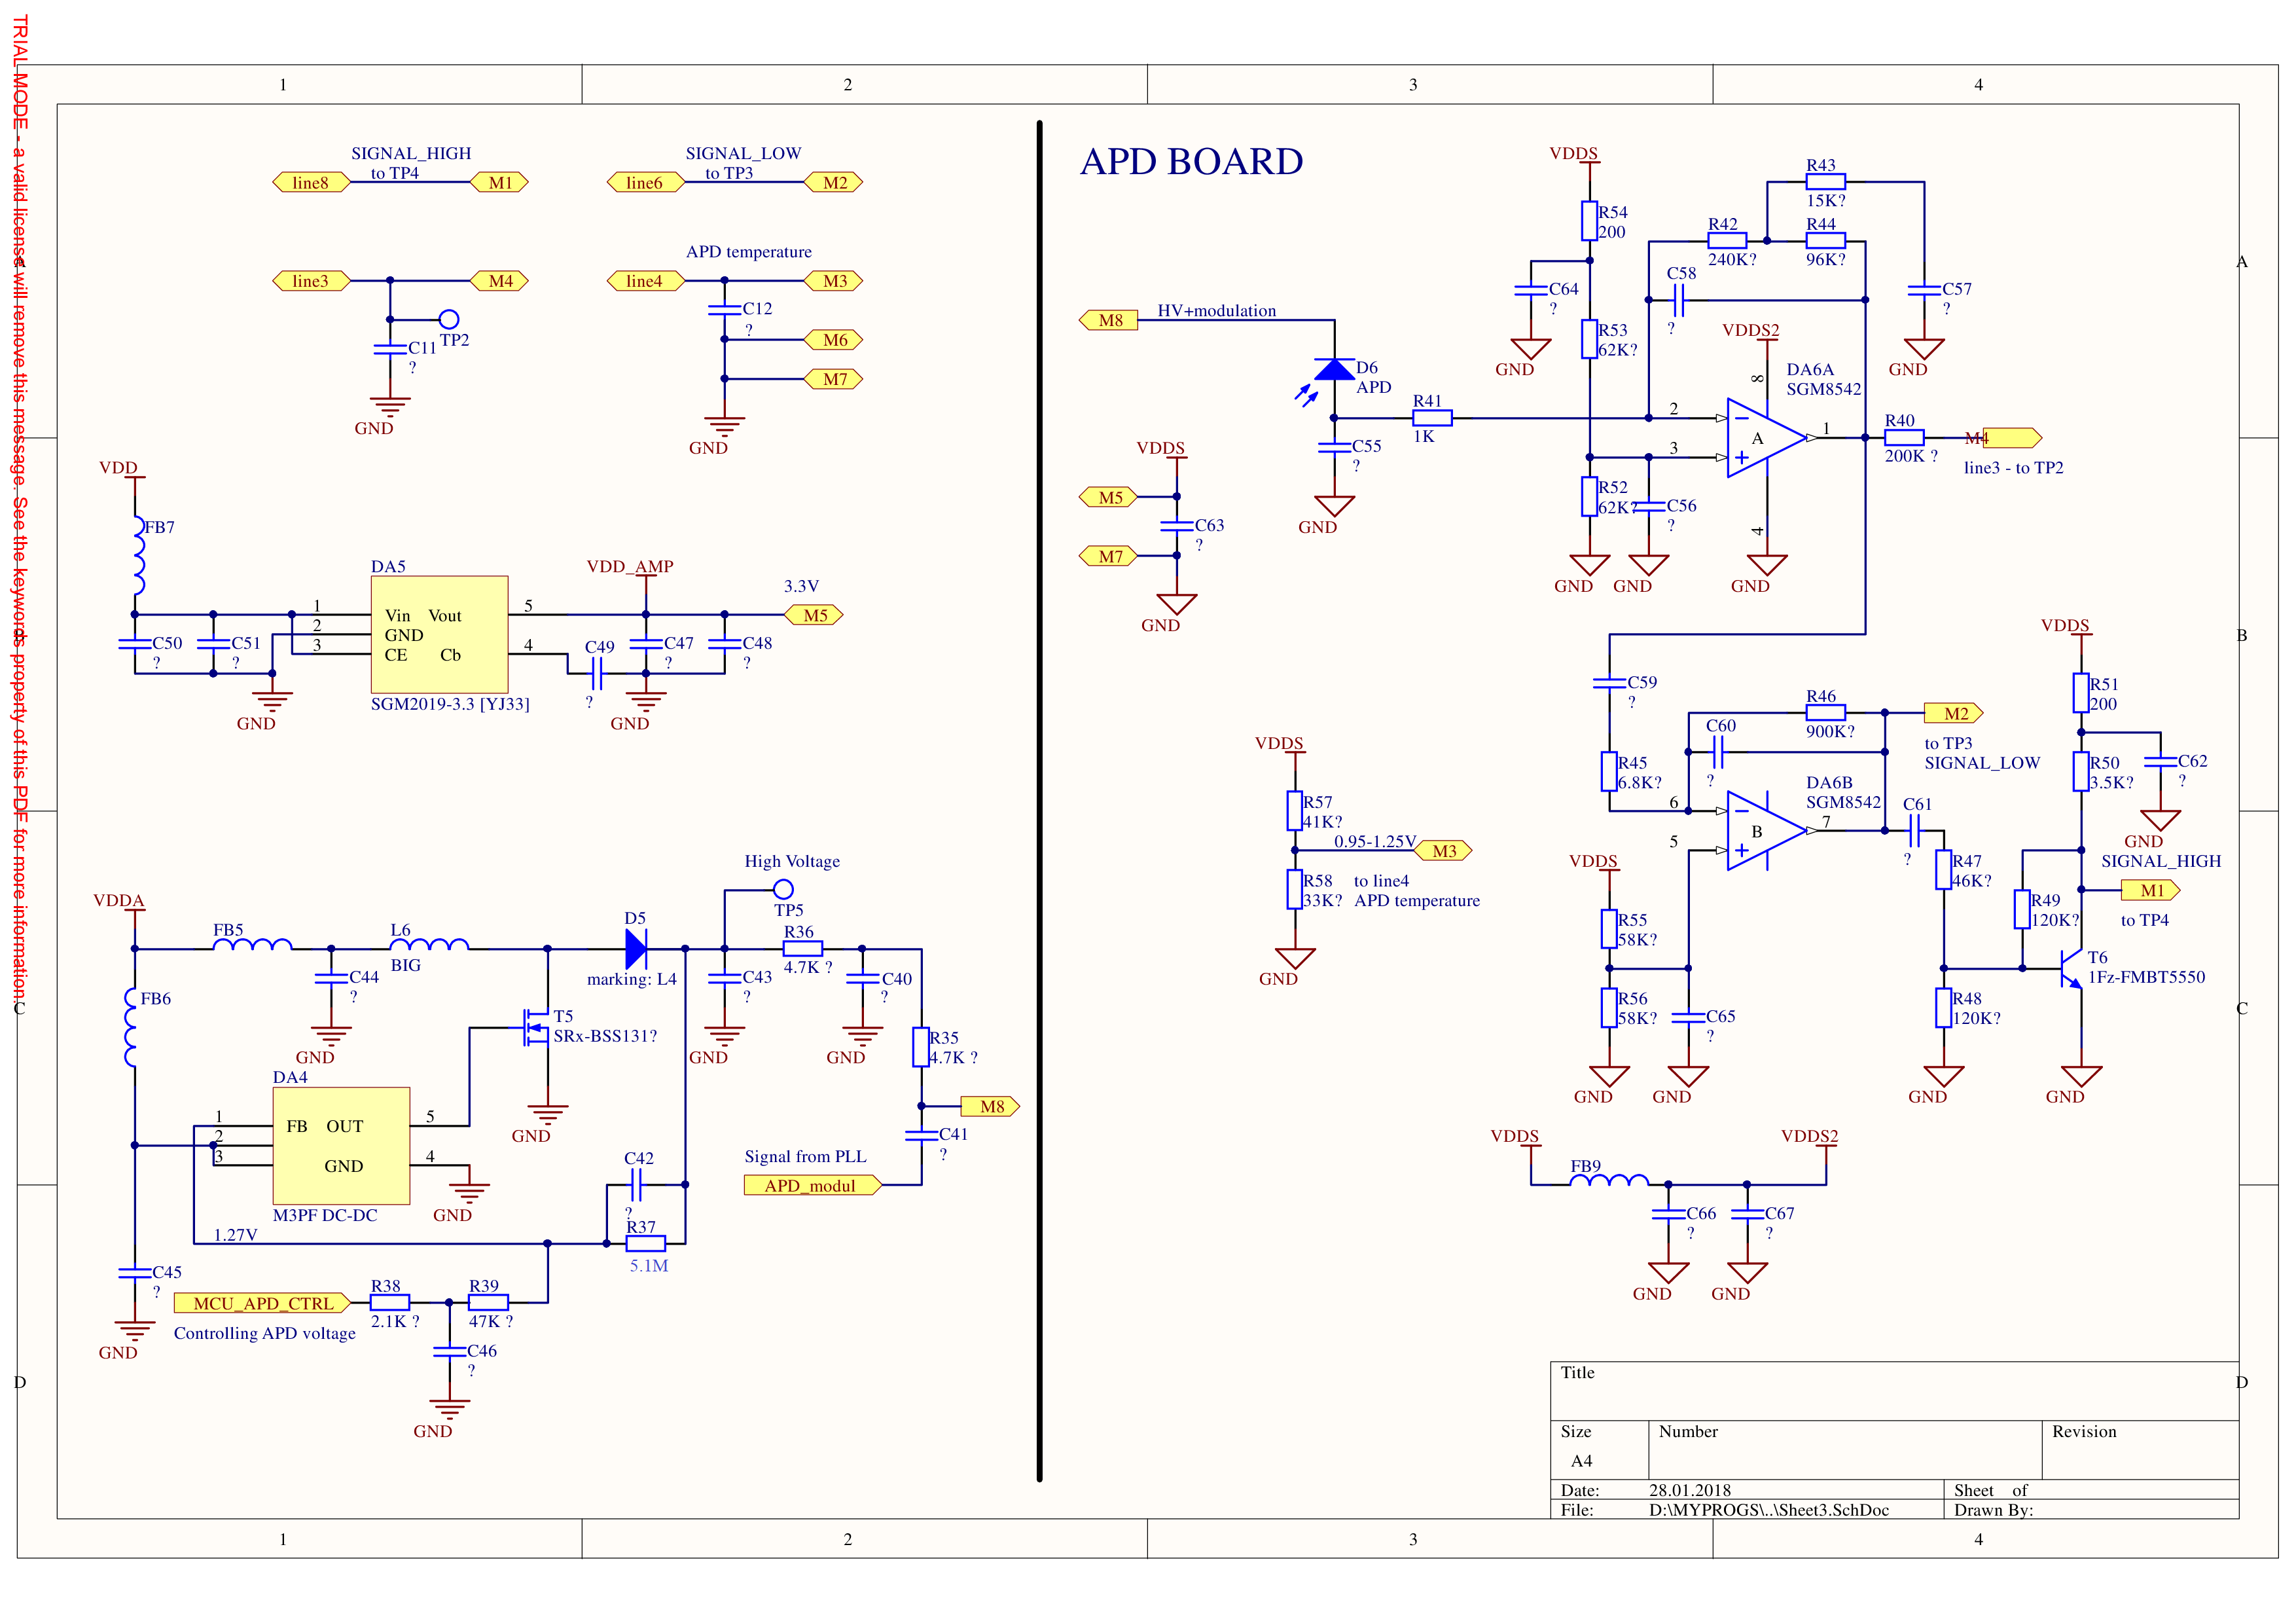 TRIAL MODE - a valid license will remove this message. See the keywords property of this PDF for more information.
1
2
3
4
A
A
B
B
C
C
D
D
SIGNAL_HIGH
to TP4
line8
M1
SIGNAL_LOW
to TP3
line6
M2
line3
M4
TP2
C11
?
GND
APD temperature
line4
M3
C12
?
M6
M7
GND
VDD
FB7
C50
?
C51
?
GND
DA5
1
2
3
Vin Vout
GND
CE Cb
5
4
SGM2019-3.3 [YJ33]
VDD_AMP
3.3V
M5
C49
?
C47
?
C48
?
GND
VDDA
FB5
L6
BIG
C44
?
GND
FB6
D5
marking: L4
High Voltage
TP5
C43
?
GND
R36
4.7K ?
C40
?
GND
R35
4.7K ?
M8
C41
?
Signal from PLL
APD_modul
T5
SRx-BSS131?
GND
DA4
1
2
3
FB OUT
GND
5
4
M3PF DC-DC
GND
C42
?
R37
5.1M
1.27V
C45
?
GND
MCU_APD_CTRL
Controlling APD voltage
R38
2.1K ?
R39
47K ?
C46
?
GND
APD BOARD
M8
HV+modulation
D6
APD
R41
1K
C55
?
GND
VDDS
M5
C63
?
M7
GND
VDDS
R54
200
C64
?
GND
R53
62K?
R52
62K?
C56
?
GND
GND
R43
15K?
R42
240K?
R44
96K?
C58
?
C57
?
GND
VDDS2
8
DA6A
SGM8542
2
3
A
1
4
GND
R40
200K ?
M4
line3 - to TP2
VDDS
R57
41K?
0.95-1.25V
M3
R58
33K?
to line4
APD temperature
GND
C59
?
R45
6.8K?
R46
900K?
C60
?
M2
to TP3
SIGNAL_LOW
DA6B
SGM8542
6
5
B
7
C61
?
VDDS
R55
58K?
R56
58K?
C65
?
GND
GND
R47
46K?
R48
120K?
GND
VDDS
R51
200
R50
3.5K?
C62
?
GND
SIGNAL_HIGH
M1
to TP4
R49
120K?
T6
1Fz-FMBT5550
GND
VDDS
VDDS2
FB9
C66
?
C67
?
GND
GND
Title
Size
A4
Number
Revision
Date:
28.01.2018
Sheet of
File:
D:\MYPROGS\..\Sheet3.SchDoc
Drawn By:
1
2
3
4